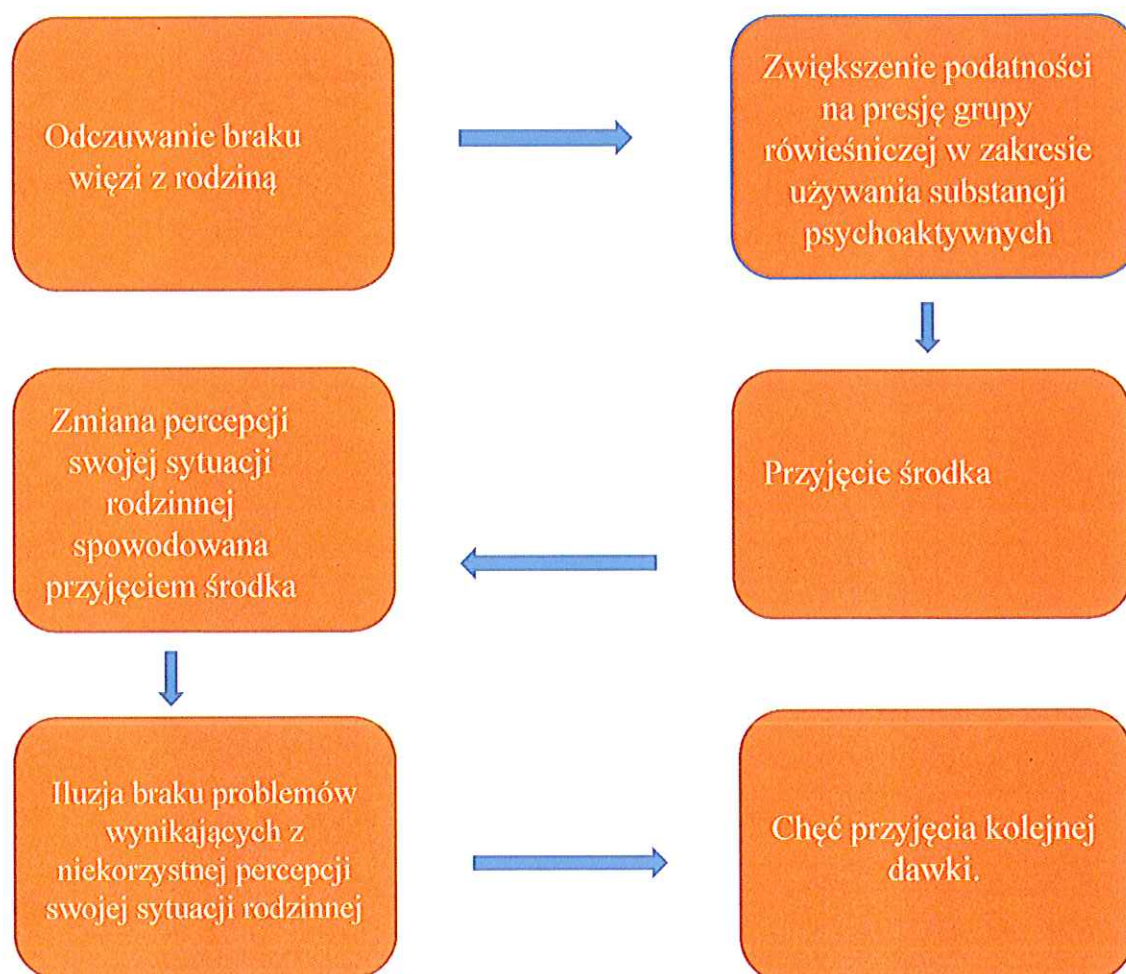 Odczuwanie braku
więzi z rodziną
Zwiększenie podatności
na presję grupy
rówieśniczej w zakresie
używania substancji
psychoaktywnych
Przyjęcie środka
Zmiana percepcji
swojej sytuacji
rodzinnej
spowodowana
przyjęciem środka
Iluzja braku problemów
wynikających z
niekorzystnej percepcji
swojej sytuacji rodzinnej
Chęć przyjęcia kolejnej
dawki.